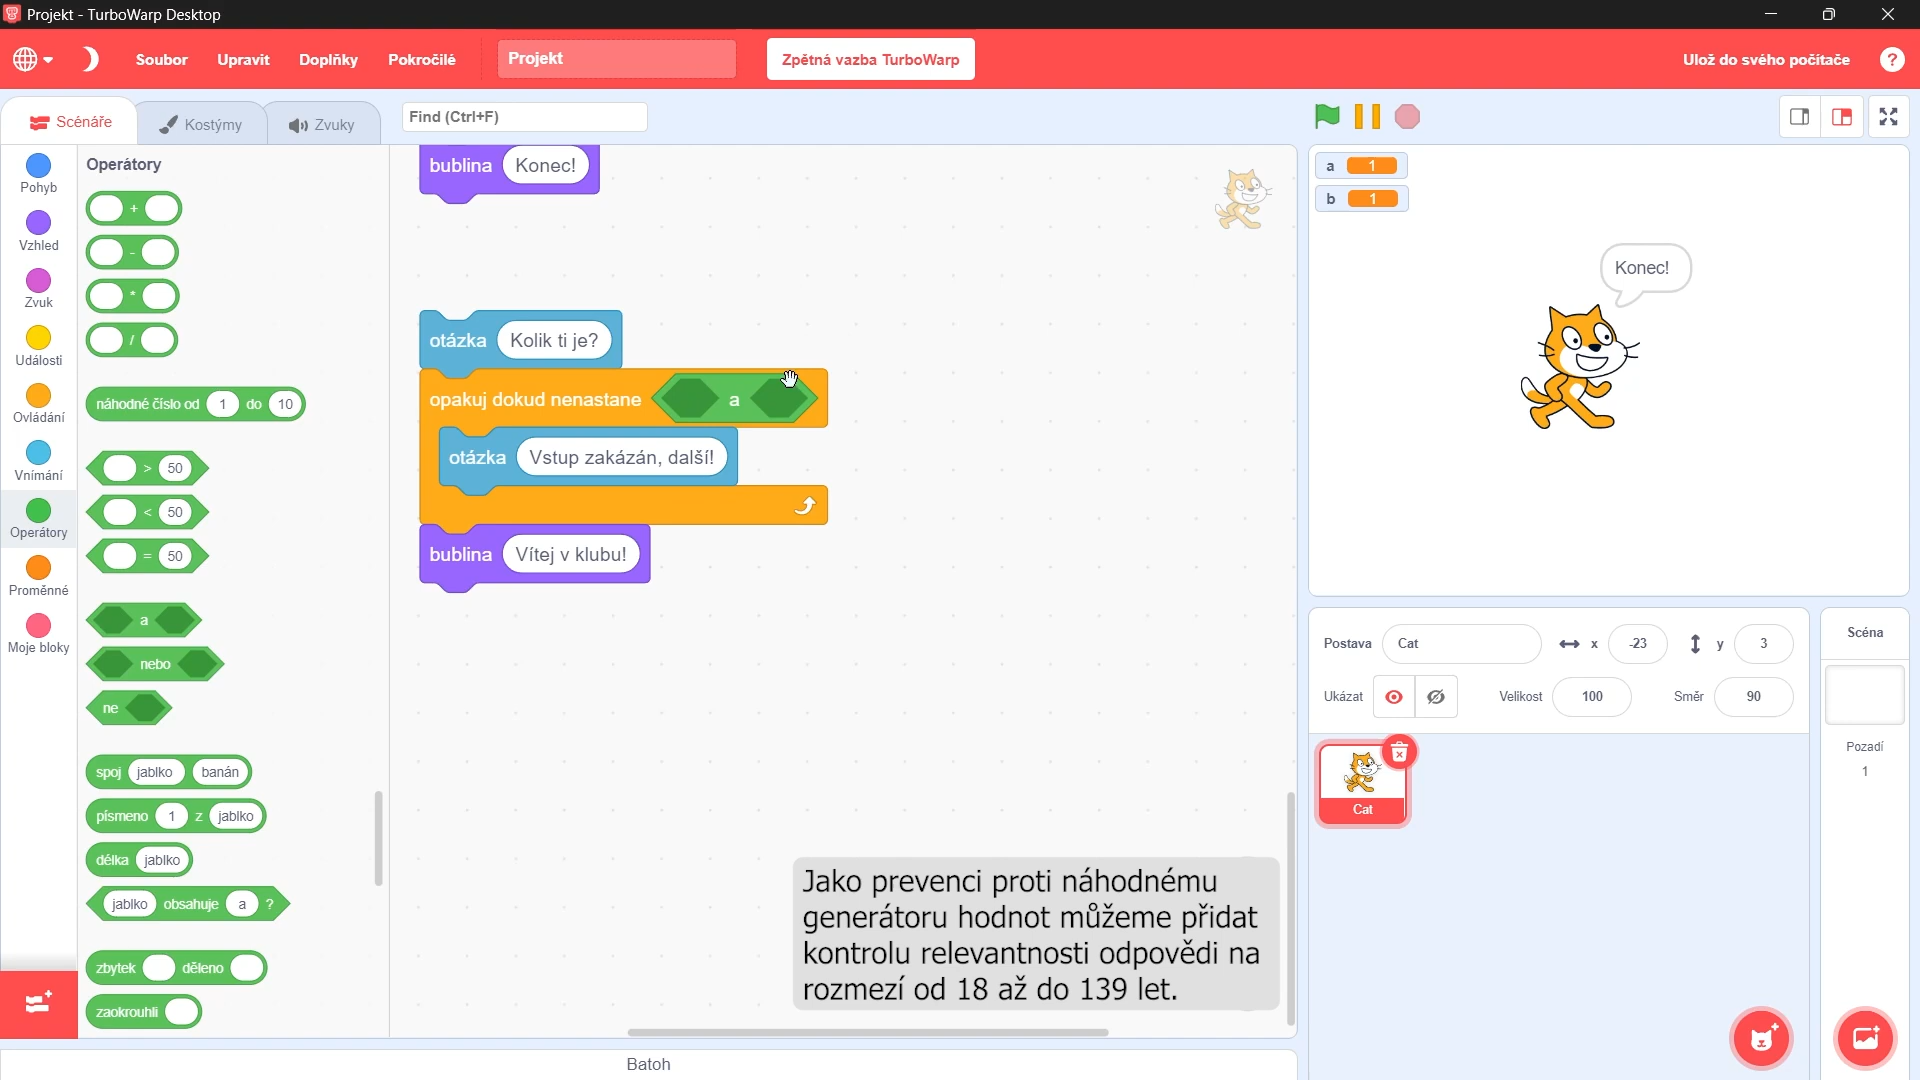 Projekt - TurboWarp Desktop
Soubor Upravit Doplňky Pokročilé Projekt Zpětná vazba TurboWarp Ulož do svého počítače ?
Scénáře Kostýmy Zvuky Find (Ctrl+F)
Pohyb
Vzhled
Zvuk
Události
Ovládání
Vnímání
Operátory
Proměnné
Moje bloky
Operátory
+
-
*
/
náhodné číslo od 1 do 10
> 50
< 50
= 50
a
nebo
ne
spoj jablko banán
písmeno 1 z jablko
délka jablko
jablko obsahuje a ?
zbytek děleno
zaokrouhli
bublina Konec!
otázka Kolik ti je?
opakuj dokud nenastane a
otázka Vstup zakázán, další!
bublina Vítej v klubu!
Jako prevenci proti náhodnému
generátoru hodnot můžeme přidat
kontrolu relevantnosti odpovědi na
rozmezí od 18 až do 139 let.
Batoh
a 1
b 1
Konec!
Postava Cat x -23 y 3
Ukázat Velikost 100 Směr 90
Cat
Scéna
Pozadí
1